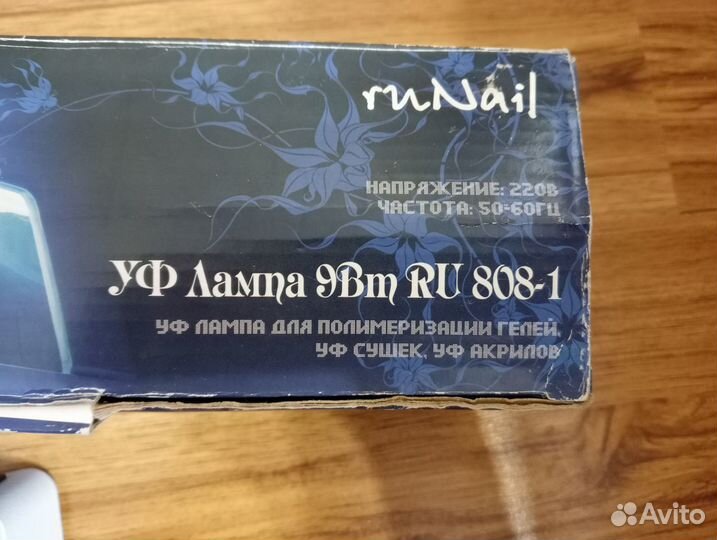 ruNail
НАПРЯЖЕНИЕ: 220В
ЧАСТОТА: 50-60ГЦ
УФ Лампа 9Вт RU 808-1
УФ ЛАМПА ДЛЯ ПОЛИМЕРИЗАЦИИ ГЕЛЕЙ,
УФ СУШЕК, УФ АКРИЛОВ
Avito